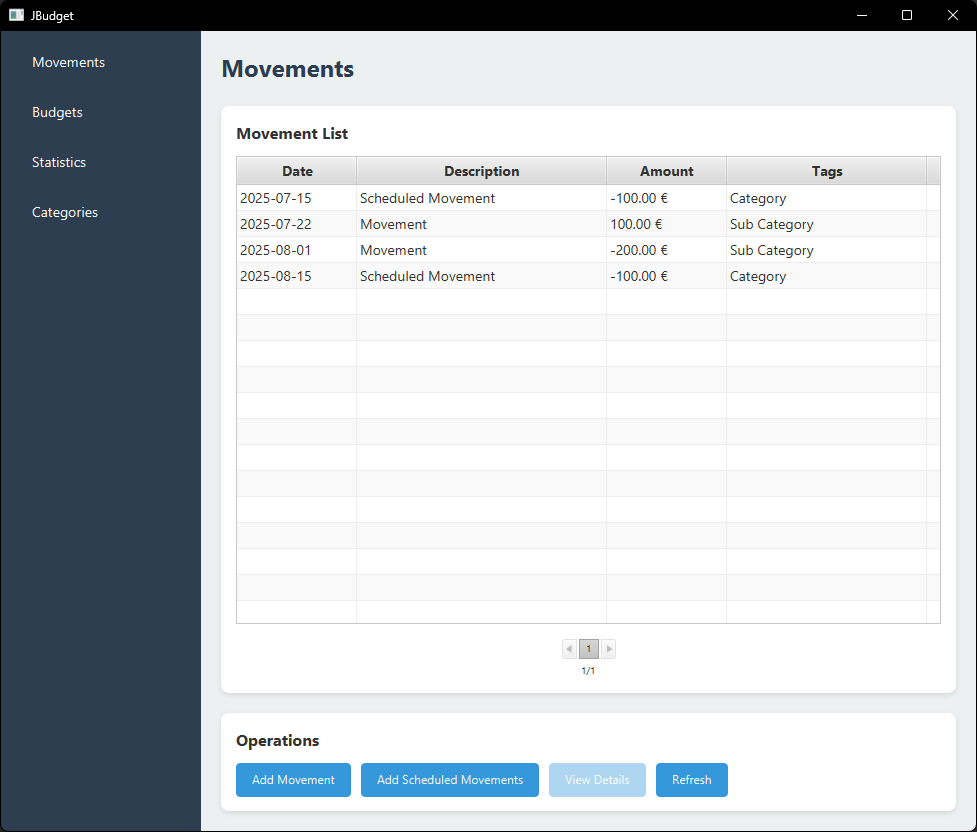 JBudget
Movements
Budgets
Statistics
Categories
Movements
Movement List
Date Description Amount Tags
2025-07-15 Scheduled Movement -100.00 € Category
2025-07-22 Movement 100.00 € Sub Category
2025-08-01 Movement -200.00 € Sub Category
2025-08-15 Scheduled Movement -100.00 € Category
1
1/1
Operations
Add Movement Add Scheduled Movements View Details Refresh